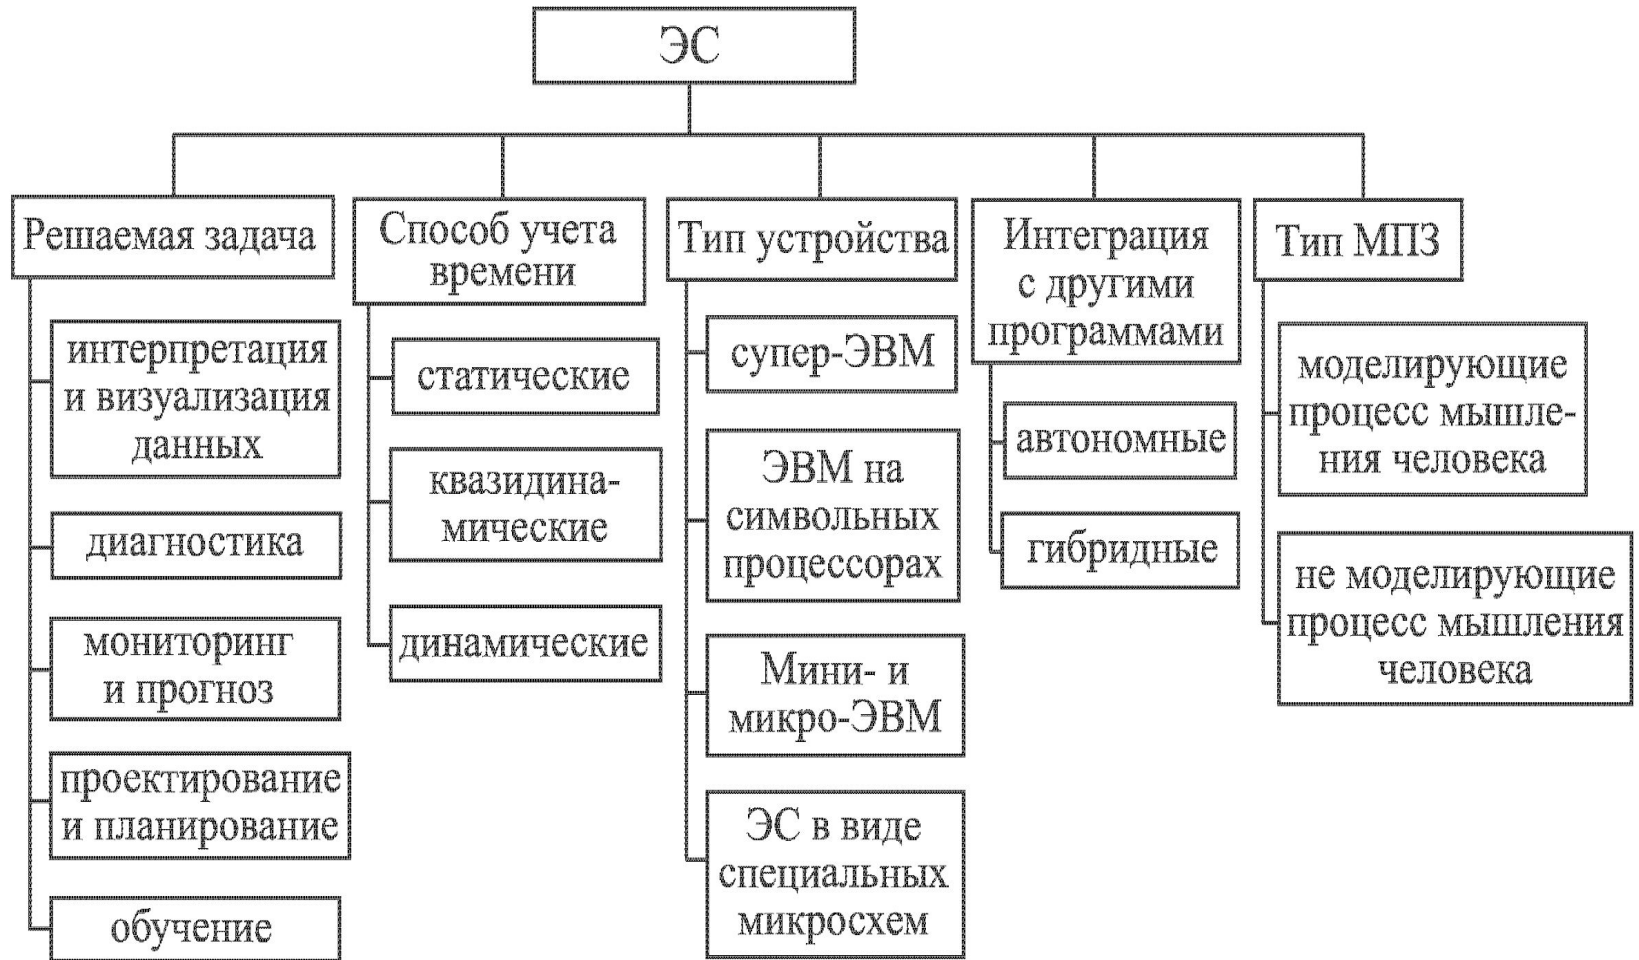 ЭС
Решаемая задача
интерпретация
и визуализация
данных
диагностика
мониторинг
и прогноз
проектирование
и планирование
обучение
Способ учета
времени
статические
квазидина-
мические
динамические
Тип устройства
супер-ЭВМ
ЭВМ на
символьных
процессорах
Мини- и
микро-ЭВМ
ЭС в виде
специальных
микросхем
Интеграция
с другими
программами
автономные
гибридные
Тип МПЗ
моделирующие
процесс мышле-
ния человека
не моделирующие
процесс мышления
человека